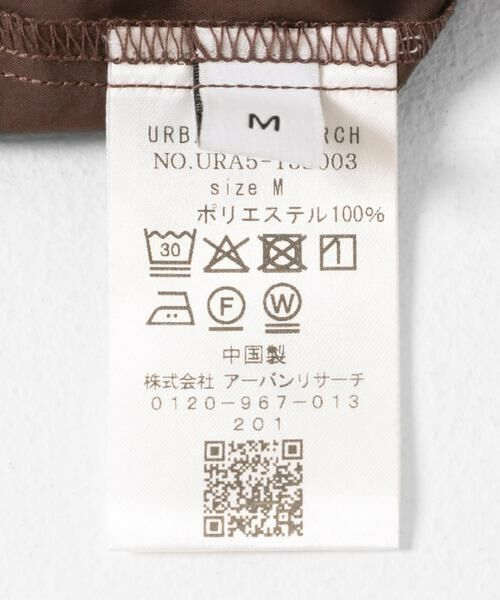 M
URB RCH
NO.URA5- 003
size M
ポリエステル100%
30
F W
中国製
株式会社 アーバンリサーチ
0120-967-013
201